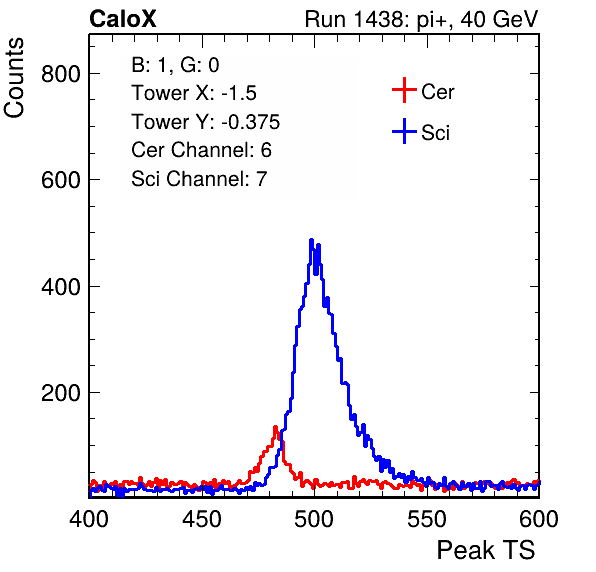 CaloX Run 1438: pi+, 40 GeV
Counts
B: 1, G: 0
Tower X: -1.5
Tower Y: -0.375
Cer Channel: 6
Sci Channel: 7
Cer
Sci
800
600
400
200
400 450 500 550 600
Peak TS